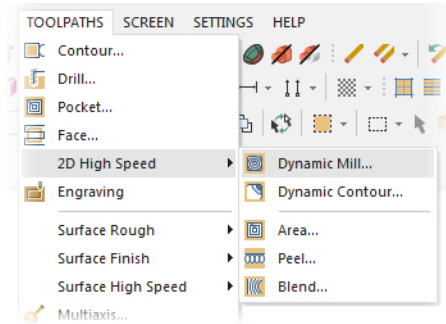 TOOLPATHS SCREEN SETTINGS HELP
Contour...
Drill...
Pocket...
Face...
2D High Speed
Engraving
Surface Rough
Surface Finish
Surface High Speed
Multiaxis...
Dynamic Mill...
Dynamic Contour...
Area...
Peel...
Blend...